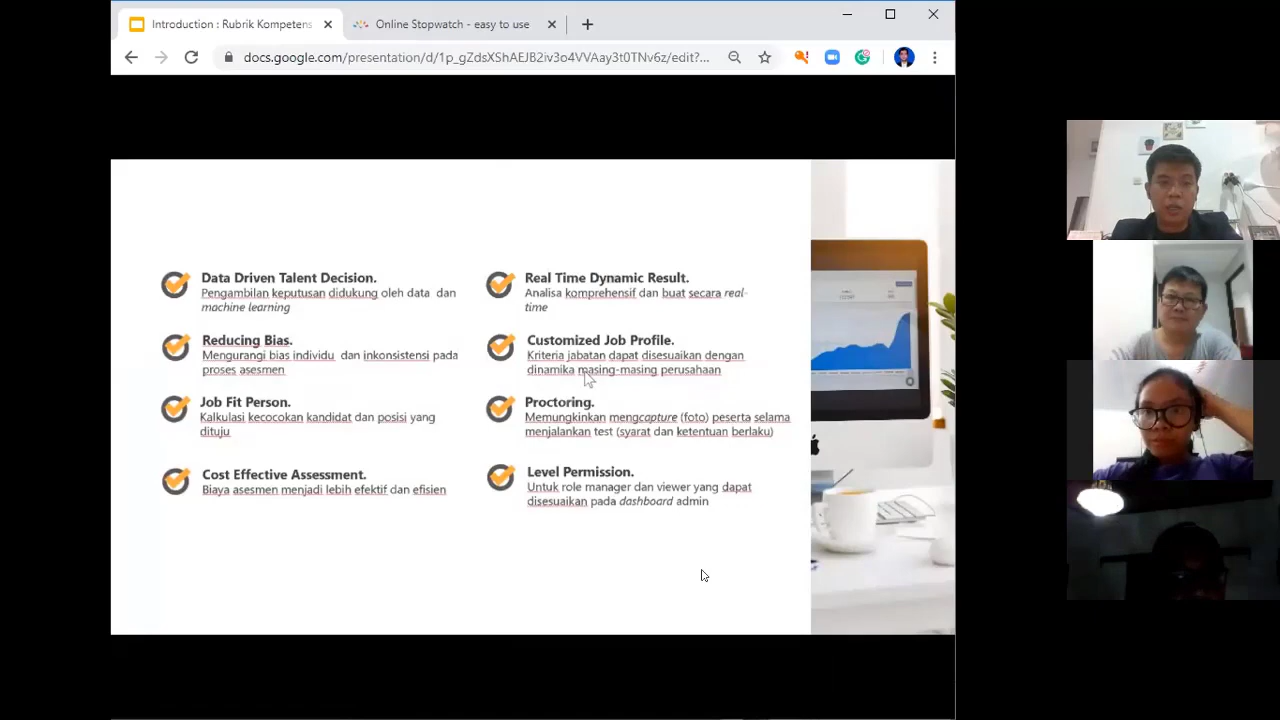 Introduction : Rubrik Kompetens
Online Stopwatch - easy to use
docs.google.com/presentation/d/1p_gZdsXShAEJB2iv3o4VVAay3t0TNv6z/edit?...
Data Driven Talent Decision.
Pengambilan keputusan didukung oleh data dan
machine learning
Reducing Bias.
Mengurangi bias individu dan inkonsistensi pada
proses asesmen
Job Fit Person.
Kalkulasi kecocokan kandidat dan posisi yang
dituju
Cost Effective Assessment.
Biaya asesmen menjadi lebih efektif dan efisien
Real Time Dynamic Result.
Analisa komprehensif dan buat secara real-
time
Customized Job Profile.
Kriteria jabatan dapat disesuaikan dengan
dinamika masing-masing perusahaan
Proctoring.
Memungkinkan mengcapture (foto) peserta selama
menjalankan test (syarat dan ketentuan berlaku)
Level Permission.
Untuk role manager dan viewer yang dapat
disesuaikan pada dashboard admin